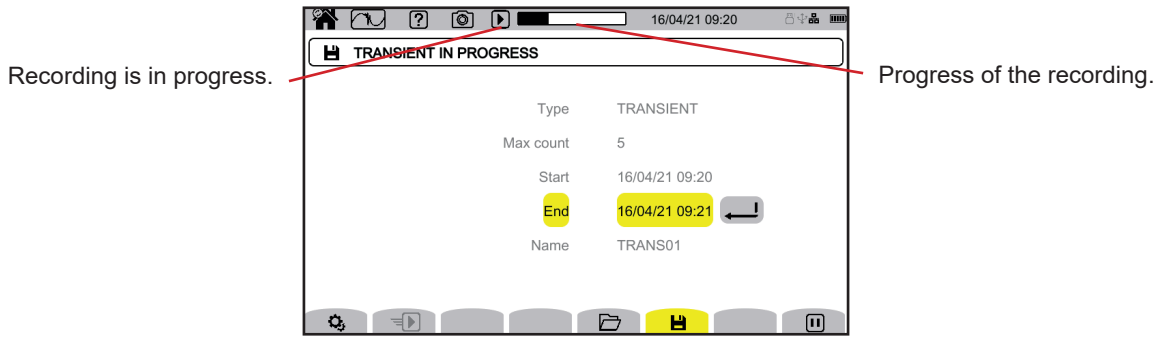 16/04/21 09:20
TRANSIENT IN PROGRESS
Recording is in progress.
Progress of the recording.
Type TRANSIENT
Max count 5
Start 16/04/21 09:20
End 16/04/21 09:21
Name TRANS01